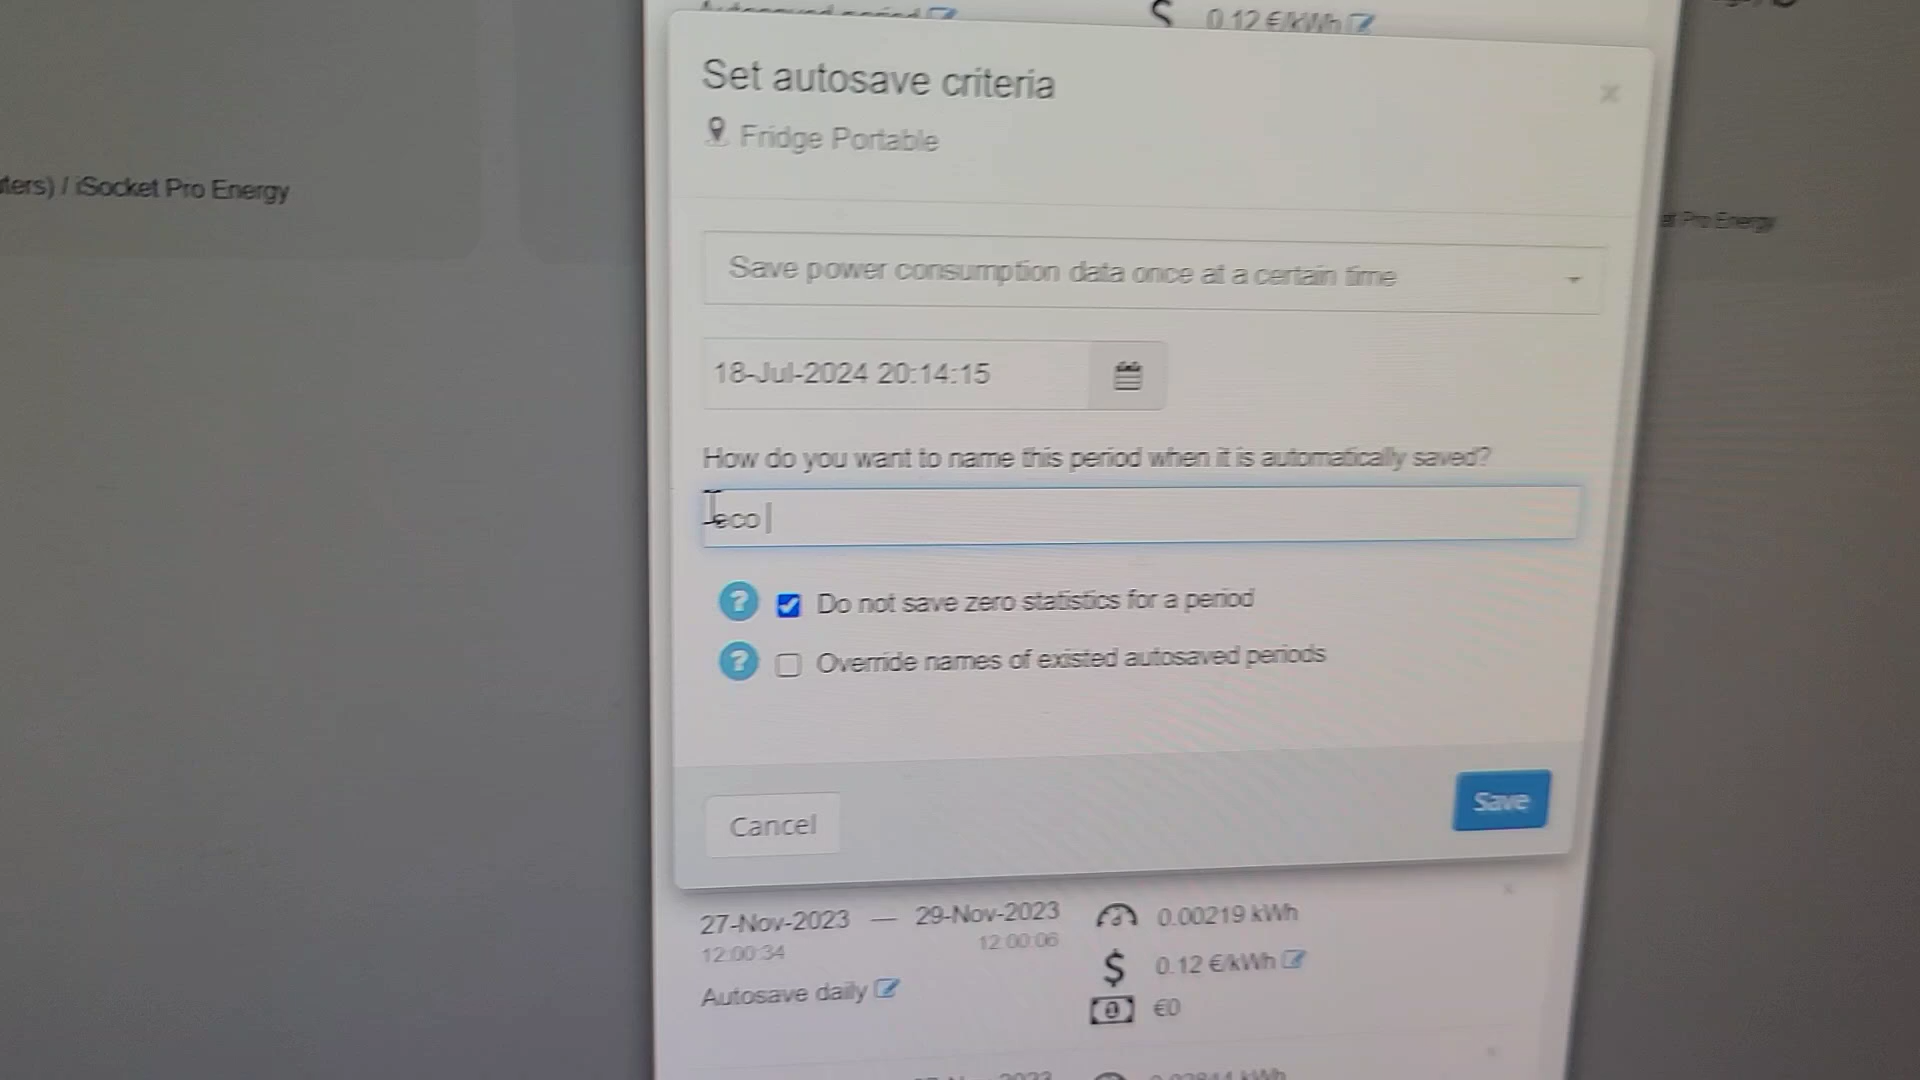 0.12 €/kWh
Set autosave criteria
Fridge Portable
/ iSocket Pro Energy
Pro Energy
Save power consumption data once at a certain time
18-Jul-2024 20:14:15
How do you want to name this period when it is automatically saved?
eco
Do not save zero statistics for a period
Override names of existed autosaved periods
Cancel
Save
27-Nov-2023 — 29-Nov-2023
12:00:34
12:00:06
0.00219 kWh
$ 0.12 €/kWh
Autosave daily
€0